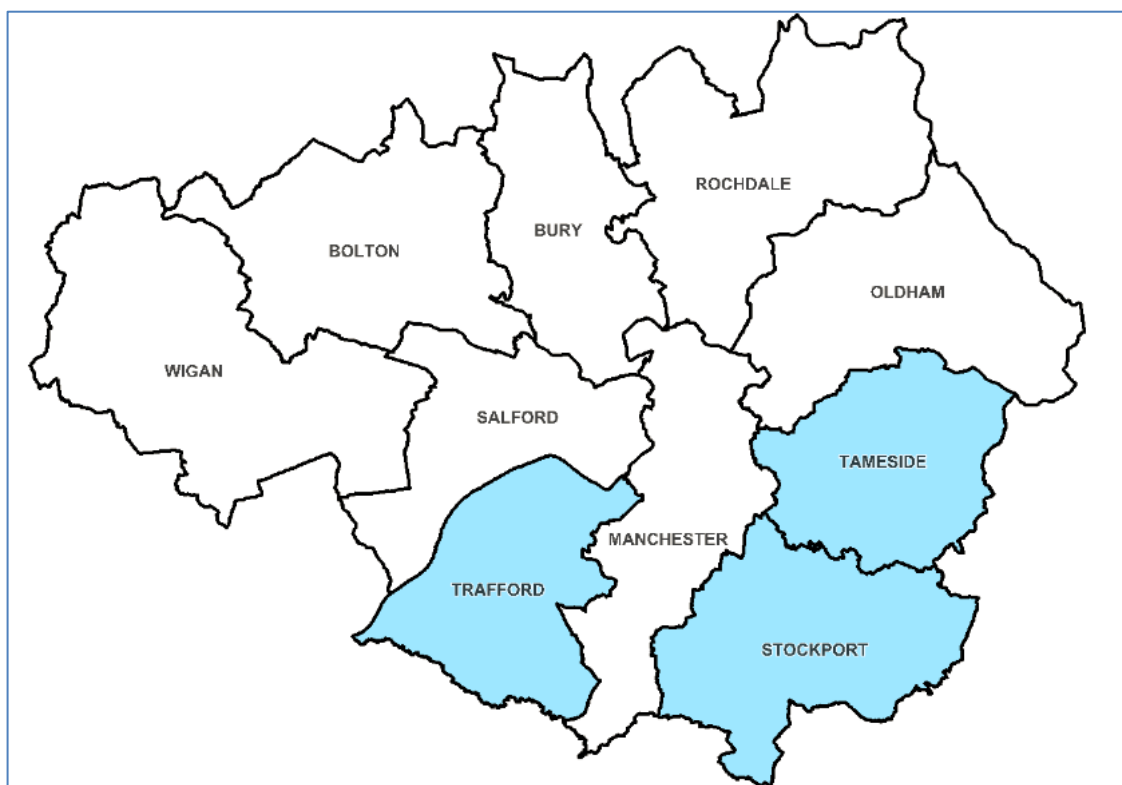 ROCHDALE
BURY
BOLTON
OLDHAM
WIGAN
SALFORD
TAMESIDE
MANCHESTER
TRAFFORD
STOCKPORT